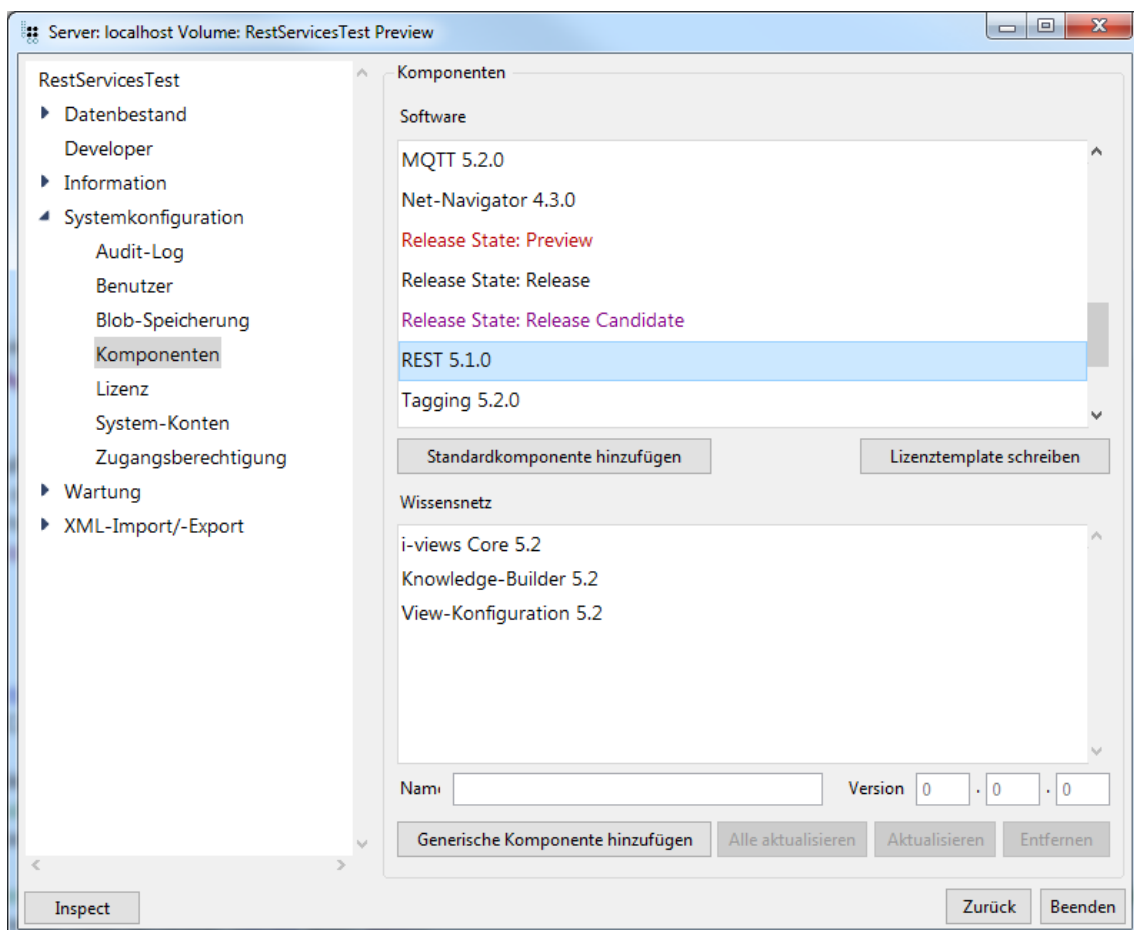 Server: localhost Volume: RestServicesTest Preview
RestServicesTest
Datenbestand
Developer
Information
Systemkonfiguration
Audit-Log
Benutzer
Blob-Speicherung
Komponenten
Lizenz
System-Konten
Zugangsberechtigung
Wartung
XML-Import/-Export
Komponenten
Software
MQTT 5.2.0
Net-Navigator 4.3.0
Release State: Preview
Release State: Release
Release State: Release Candidate
REST 5.1.0
Tagging 5.2.0
Standardkomponente hinzufügen Lizenztemplate schreiben
Wissensnetz
i-views Core 5.2
Knowledge-Builder 5.2
View-Konfiguration 5.2
Nam Version 0 . 0 . 0
Generische Komponente hinzufügen Alle aktualisieren Aktualisieren Entfernen
Inspect Zurück Beenden